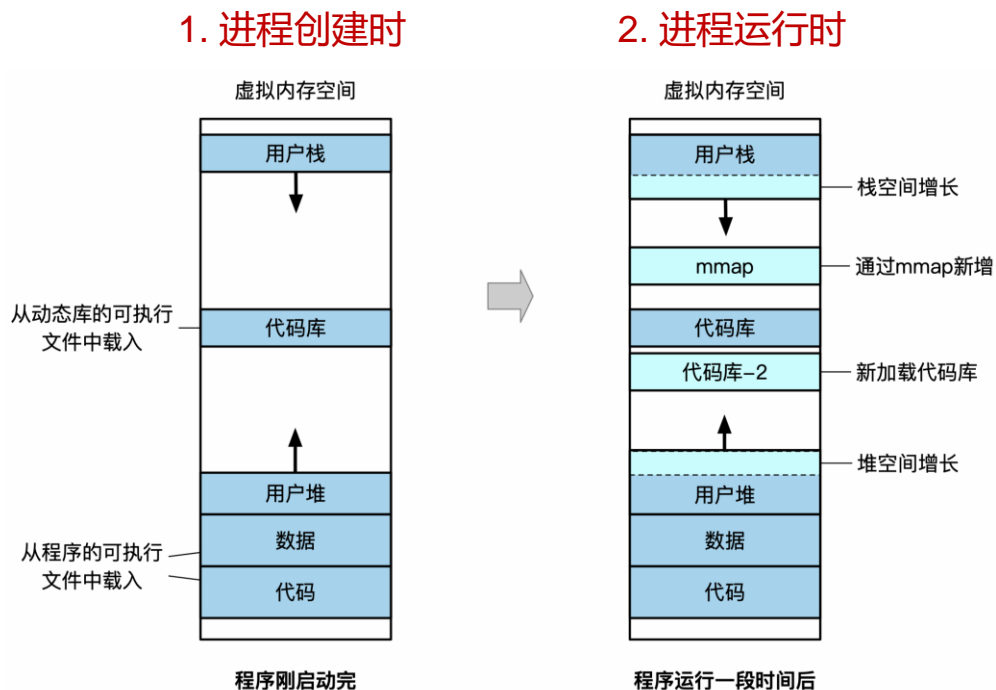 1. 进程创建时
2. 进程运行时
虚拟内存空间
用户栈
从动态库的可执行
文件中载入
代码库
用户堆
从程序的可执行
文件中载入
数据
代码
程序刚启动完
虚拟内存空间
用户栈
栈空间增长
mmap
通过mmap新增
代码库
代码库-2
新加载代码库
堆空间增长
用户堆
数据
代码
程序运行一段时间后